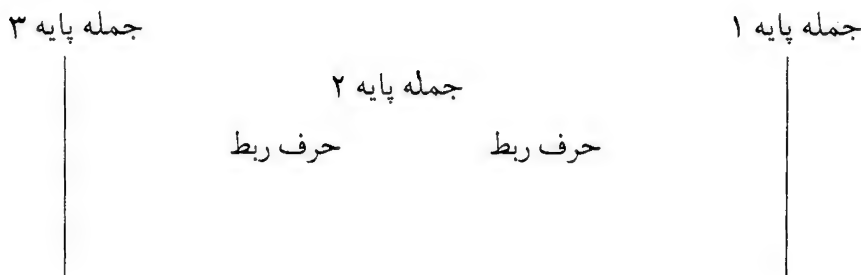 جمله پایه ۱ جمله پایه ۳
جمله پایه ۲
حرف ربط حرف ربط